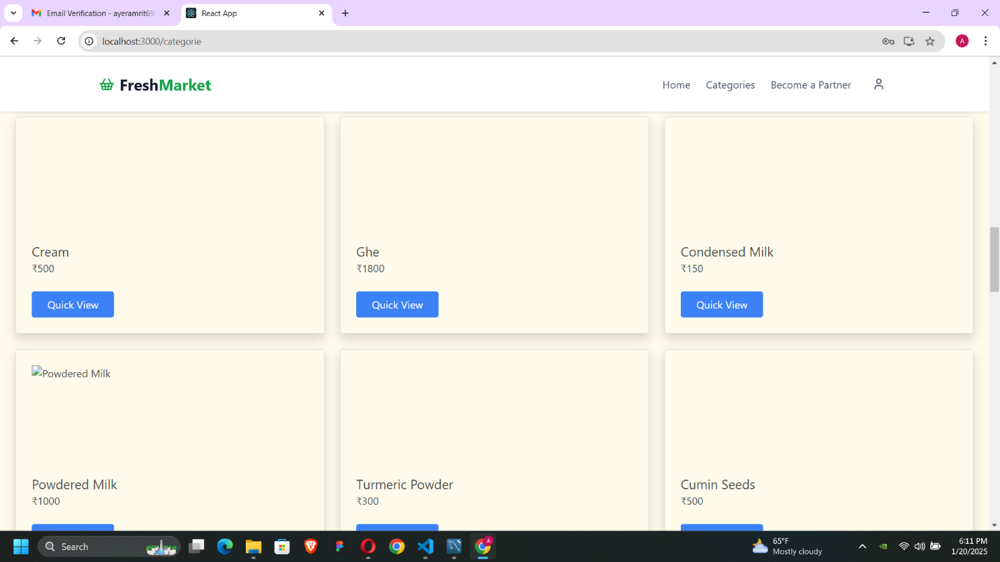 Email Verification - ayeramrit69
React App
localhost:3000/categorie
A
FreshMarket
Home
Categories
Become a Partner
Cream
₹500
Quick View
Ghe
₹1800
Quick View
Condensed Milk
₹150
Quick View
Powdered Milk
Powdered Milk
₹1000
Turmeric Powder
₹300
Cumin Seeds
₹500
Search
A
65°F
Mostly cloudy
6:11 PM
1/20/2025